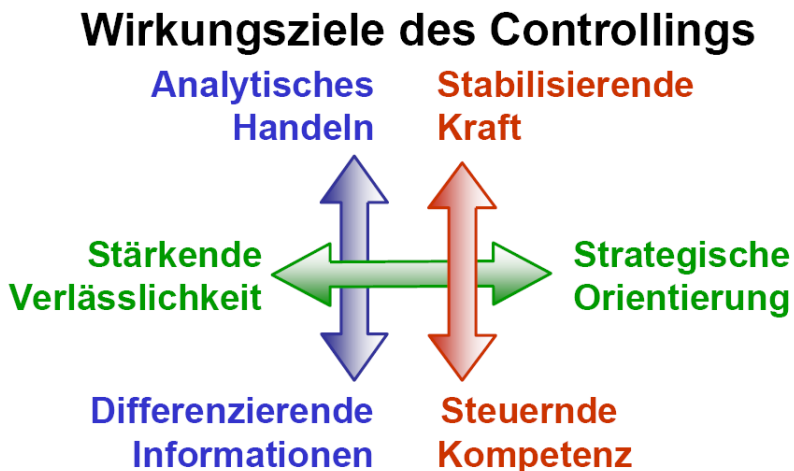 Wirkungsziele des Controllings
Analytisches
Handeln
Stabilisierende
Kraft
Stärkende
Verlässlichkeit
Strategische
Orientierung
Differenzierende
Informationen
Steuernde
Kompetenz